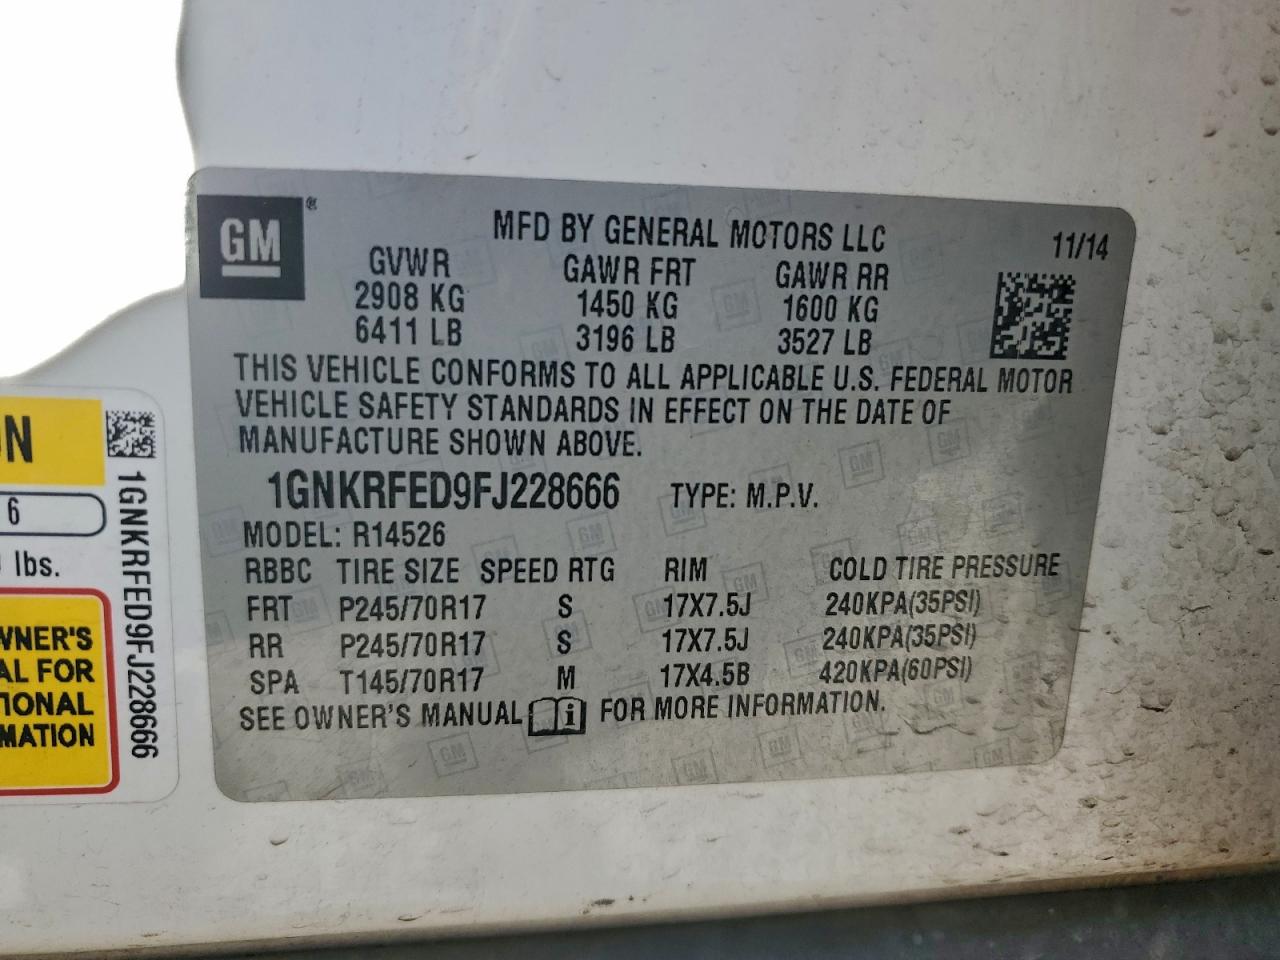 GM®
MFD BY GENERAL MOTORS LLC 11/14
GVWR GAWR FRT GAWR RR
2908 KG 1450 KG 1600 KG
6411 LB 3196 LB 3527 LB
THIS VEHICLE CONFORMS TO ALL APPLICABLE U.S. FEDERAL MOTOR
VEHICLE SAFETY STANDARDS IN EFFECT ON THE DATE OF
MANUFACTURE SHOWN ABOVE.
1GNKRFED9FJ228666 TYPE: M.P.V.
MODEL: R14526
RBBC TIRE SIZE SPEED RTG RIM COLD TIRE PRESSURE
FRT P245/70R17 S 17X7.5J 240KPA(35PSI)
RR P245/70R17 S 17X7.5J 240KPA(35PSI)
SPA T145/70R17 M 17X4.5B 420KPA(60PSI)
SEE OWNER'S MANUAL i FOR MORE INFORMATION.
ON
6
lbs.
WNER'S
AL FOR
TIONAL
MATION
1GNKRFED9FJ228666